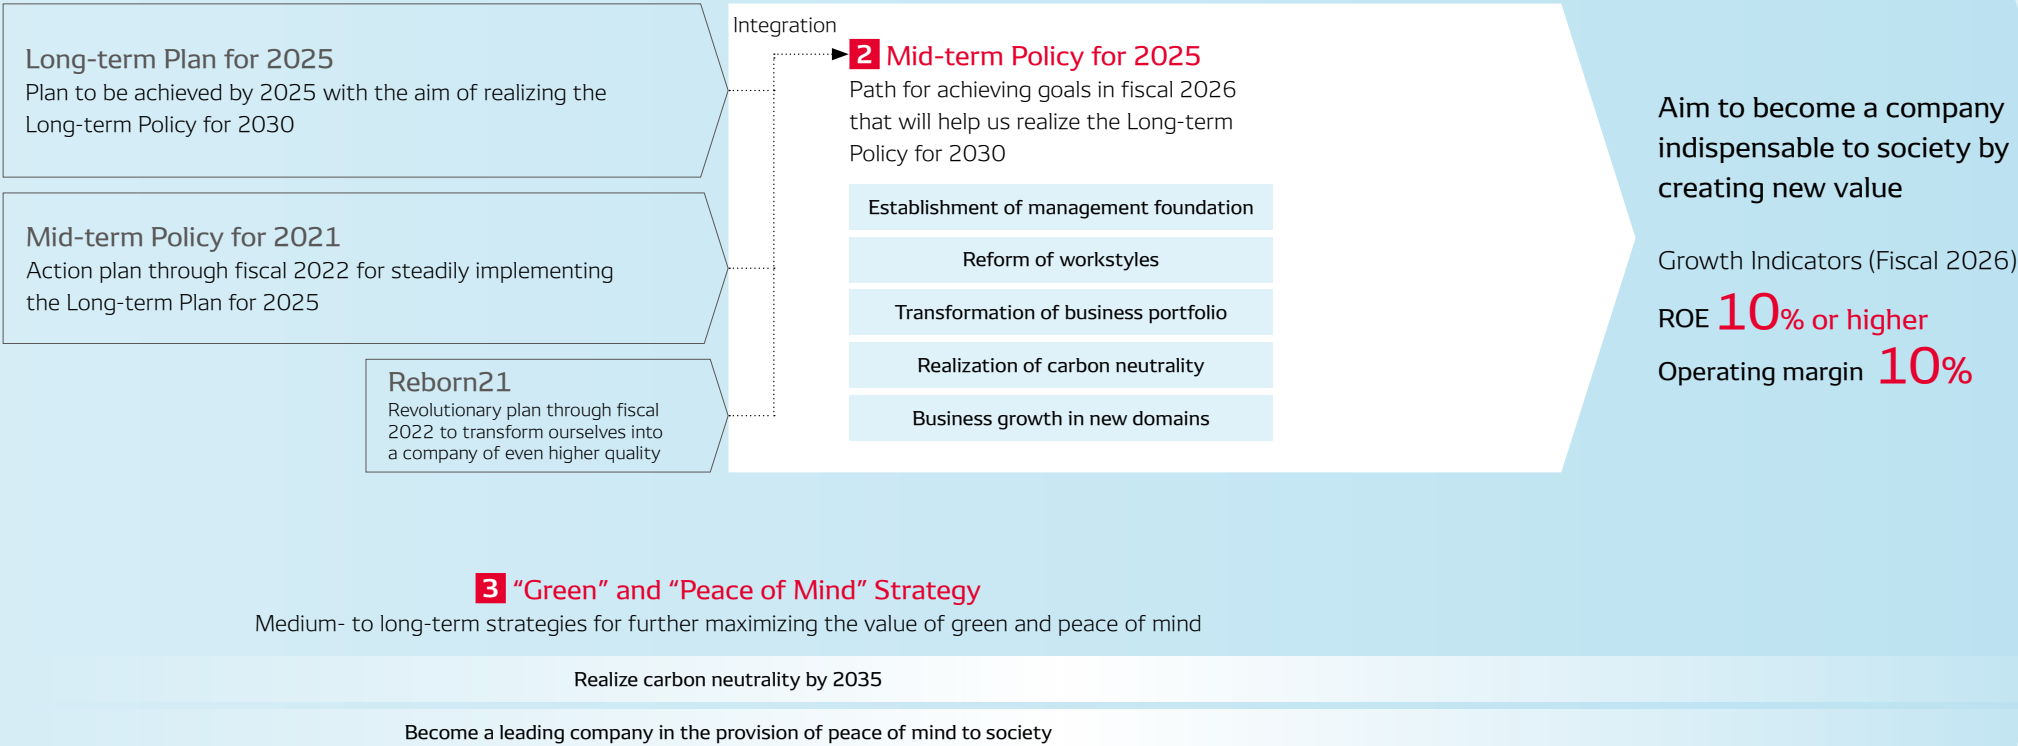 Long-term Plan for 2025
Plan to be achieved by 2025 with the aim of realizing the
Long-term Policy for 2030
Mid-term Policy for 2021
Action plan through fiscal 2022 for steadily implementing
the Long-term Plan for 2025
Reborn21
Revolutionary plan through fiscal
2022 to transform ourselves into
a company of even higher quality
Integration
2 Mid-term Policy for 2025
Path for achieving goals in fiscal 2026
that will help us realize the Long-term
Policy for 2030
Establishment of management foundation
Reform of workstyles
Transformation of business portfolio
Realization of carbon neutrality
Business growth in new domains
Aim to become a company
indispensable to society by
creating new value
Growth Indicators (Fiscal 2026)
ROE 10% or higher
Operating margin 10%
3 “Green” and “Peace of Mind” Strategy
Medium- to long-term strategies for further maximizing the value of green and peace of mind
Realize carbon neutrality by 2035
Become a leading company in the provision of peace of mind to society